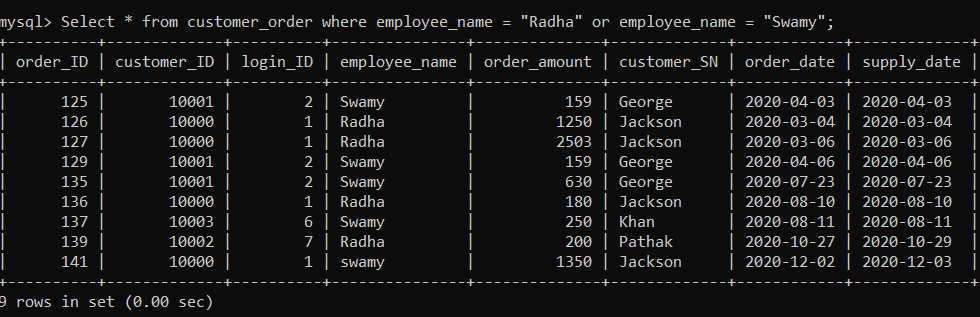 mysql> Select * from customer_order where employee_name = "Radha" or employee_name = "Swamy";
+----------+-------------+----------+---------------+--------------+-------------+------------+-------------+
| order_ID | customer_ID | login_ID | employee_name | order_amount | customer_SN | order_date | supply_date |
+----------+-------------+----------+---------------+--------------+-------------+------------+-------------+
|      125 |       10001 |        2 | Swamy         |          159 | George      | 2020-04-03 | 2020-04-03  |
|      126 |       10000 |        1 | Radha         |         1250 | Jackson     | 2020-03-04 | 2020-03-04  |
|      127 |       10000 |        1 | Radha         |         2503 | Jackson     | 2020-03-06 | 2020-03-06  |
|      129 |       10001 |        2 | Swamy         |          159 | George      | 2020-04-06 | 2020-04-06  |
|      135 |       10001 |        2 | Swamy         |          630 | George      | 2020-07-23 | 2020-07-23  |
|      136 |       10000 |        1 | Radha         |          180 | Jackson     | 2020-08-10 | 2020-08-10  |
|      137 |       10003 |        6 | Swamy         |          250 | Khan        | 2020-08-11 | 2020-08-11  |
|      139 |       10002 |        7 | Radha         |          200 | Pathak      | 2020-10-27 | 2020-10-29  |
|      141 |       10000 |        1 | swamy         |         1350 | Jackson     | 2020-12-02 | 2020-12-03  |
+----------+-------------+----------+---------------+--------------+-------------+------------+-------------+
9 rows in set (0.00 sec)